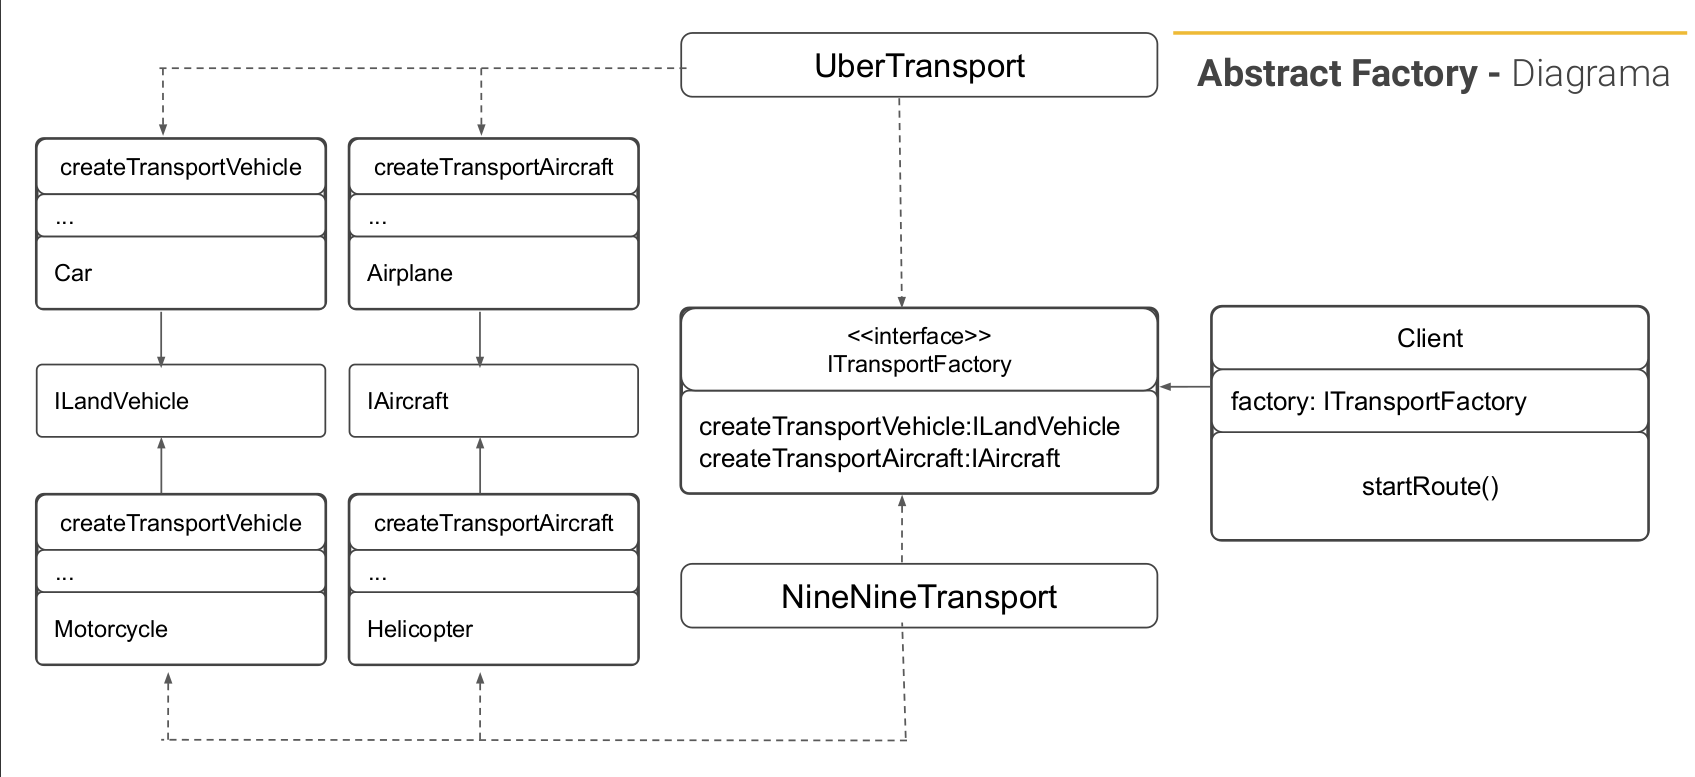 UberTransport
Abstract Factory - Diagrama
createTransportVehicle
...
Car
createTransportAircraft
...
Airplane
ILandVehicle
IAircraft
createTransportVehicle
...
Motorcycle
createTransportAircraft
...
Helicopter
<<interface>>
ITransportFactory
createTransportVehicle:ILandVehicle
createTransportAircraft:IAircraft
NineNineTransport
Client
factory: ITransportFactory
startRoute()